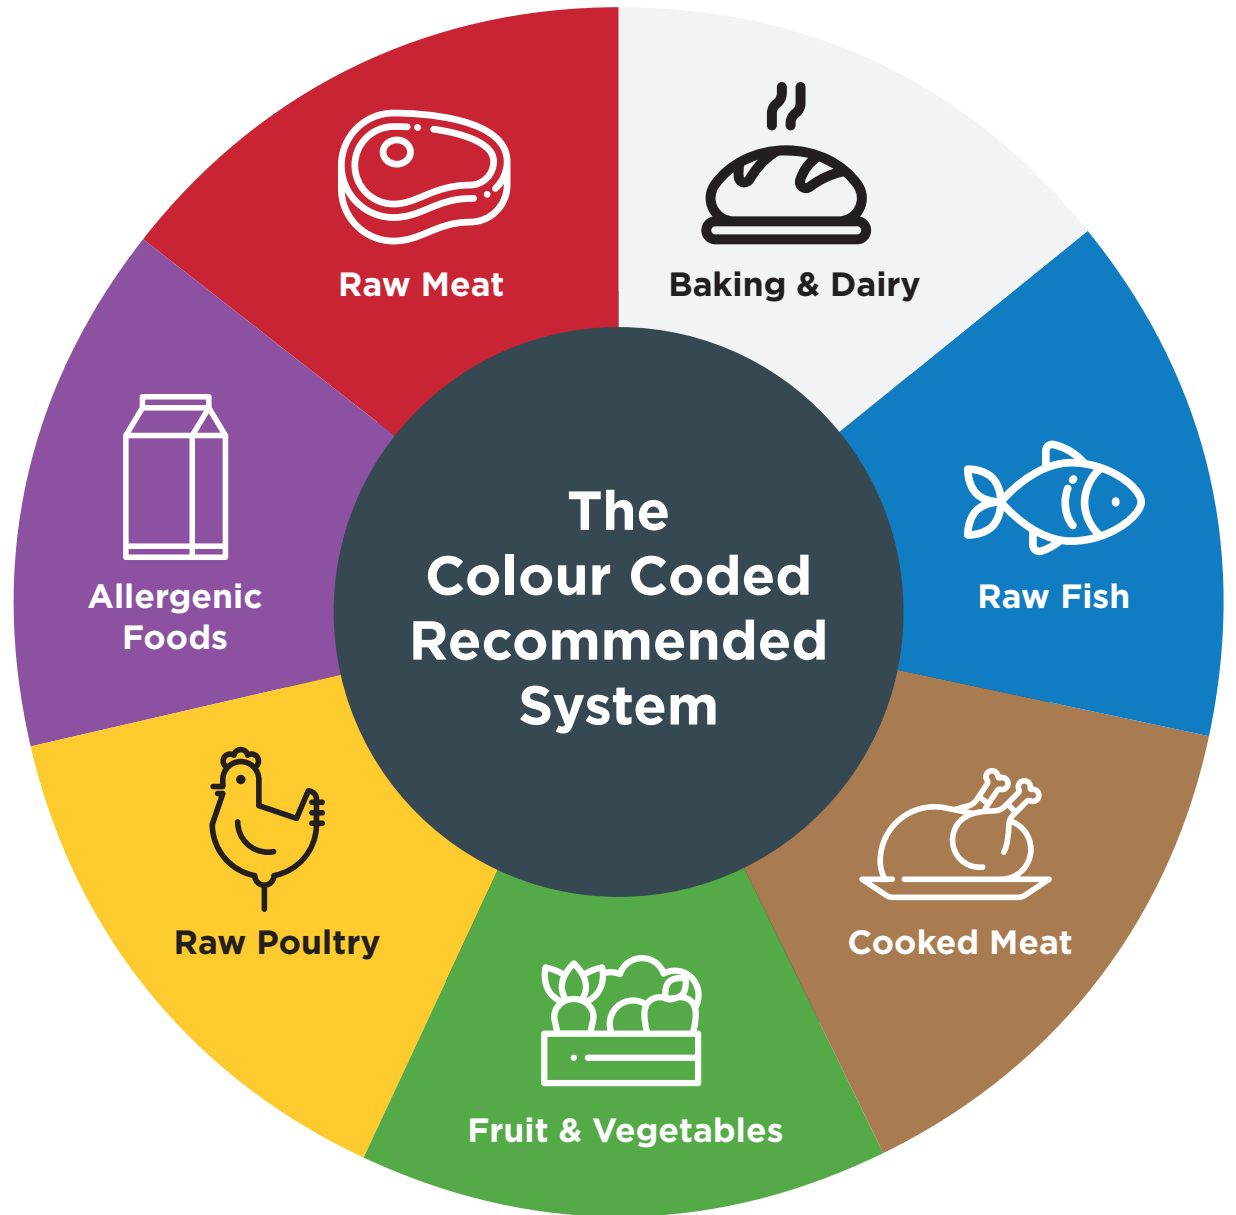 Raw Meat
Baking & Dairy
The
Colour Coded
Recommended
System
Allergenic
Foods
Raw Fish
Raw Poultry
Cooked Meat
Fruit & Vegetables